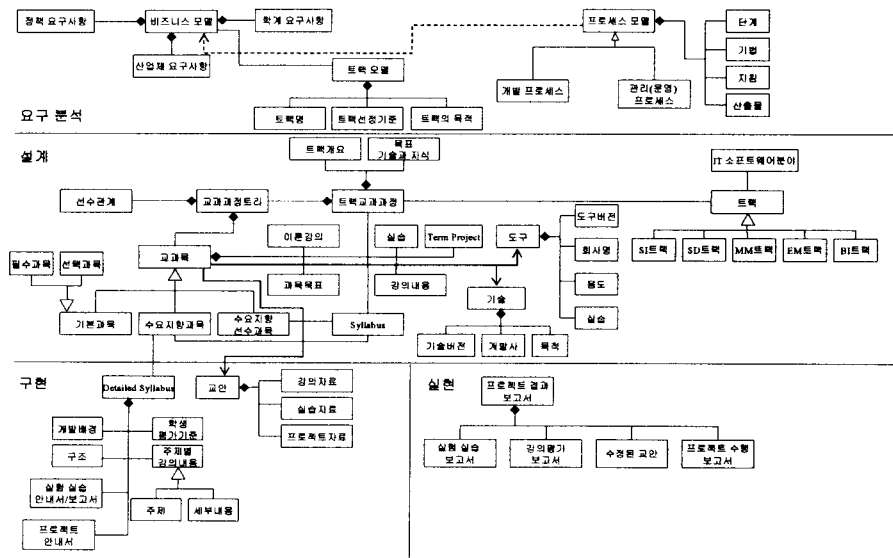 정책 요구사항
비즈니스 모델
학계 요구사항
프로세스 모델
단계
기법
지침
산출물
산업체 요구사항
트랙 모델
개발 프로세스
관리(운영)
프로세스
트랙명
트랙선정기준
트랙의 목적
요구 분석
설계
트랙개요
목표
기술과 지식
IT 소프트웨어분야
선수관계
교과과정트리
트랙교과과정
트랙
이론강의
실습
Term Project
도구
도구버전
회사명
용도
실습
SI트랙
SD트랙
MM트랙
EM트랙
BI트랙
교과목
필수과목
선택과목
과목목표
강의내용
기술
기본과목
수요지향과목
수요지향
선수과목
Syllabus
기술버전
개발사
목적
구현
Detailed Syllabus
교안
강의자료
실습자료
프로젝트자료
개발배경
학생
평가기준
구조
주제별
강의내용
실험 실습
안내서/보고서
주제
세부내용
프로젝트
안내서
실현
프로젝트 결과
보고서
실험 실습
보고서
강의평가
보고서
수정된 교안
프로젝트 수행
보고서